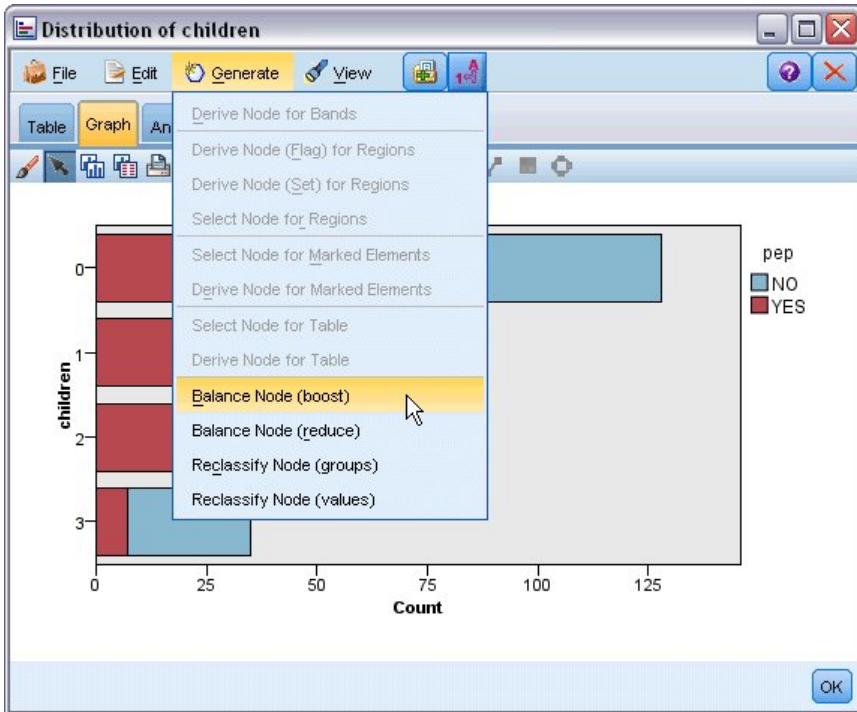 Distribution of children
File Edit Generate View
Table Graph An
Derive Node for Bands
Derive Node (Flag) for Regions
Derive Node (Set) for Regions
Select Node for Regions
Select Node for Marked Elements
Derive Node for Marked Elements
Select Node for Table
Derive Node for Table
Balance Node (boost)
Balance Node (reduce)
Reclassify Node (groups)
Reclassify Node (values)
children
0
1
2
3
0 25 50 75 100 125
Count
pep
NO
YES
OK